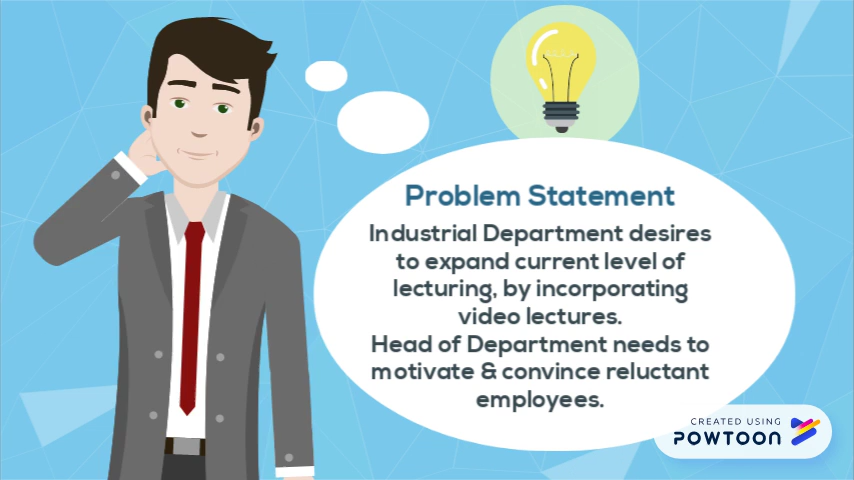 Problem Statement
Industrial Department desires
to expand current level of
lecturing, by incorporating
video lectures.
Head of Department needs to
motivate & convince reluctant
employees.
CREATED USING
POWTOON